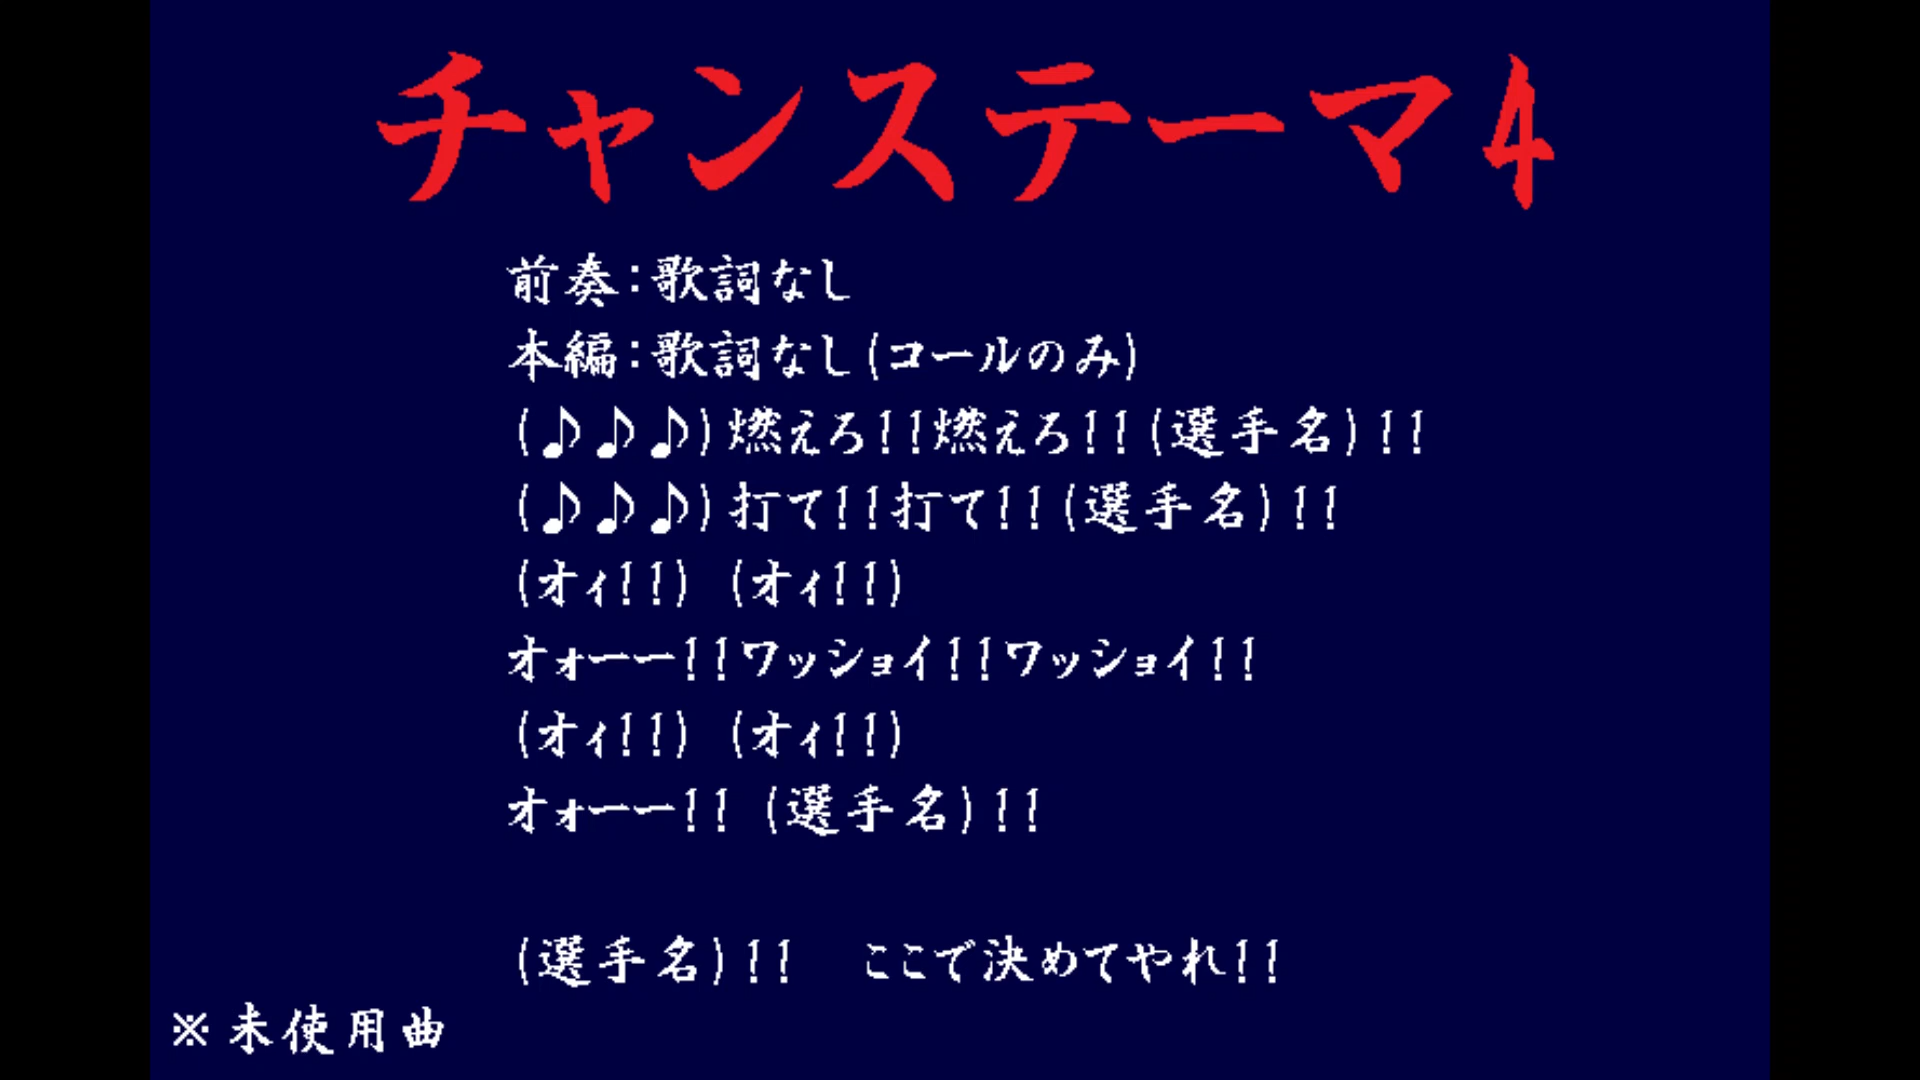 チャンステーマ4
前奏:歌詞なし
本編:歌詞なし(コールのみ)
(♪♪♪)燃えろ!!燃えろ!!(選手名)!!
(♪♪♪)打て!!打て!!(選手名)!!
(オィ!!) (オィ!!)
オォーー!!ワッショイ!!ワッショイ!!
(オィ!!) (オィ!!)
オォーー!! (選手名)!!
(選手名)!! ここで決めてやれ!!
※未使用曲